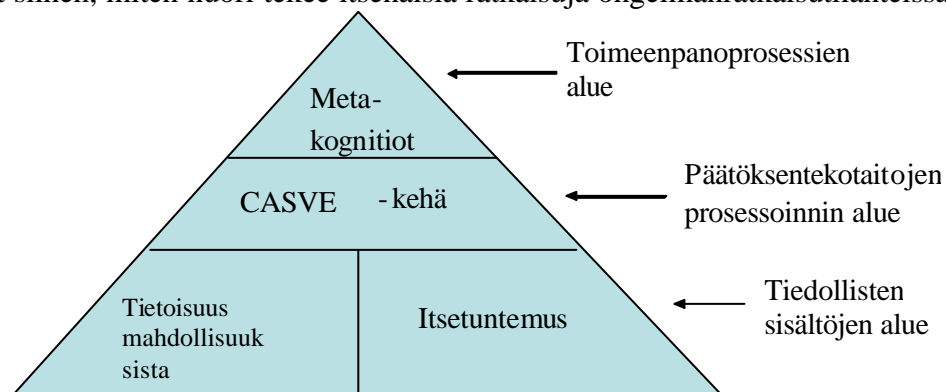 siihen, miten nuori tekee itsenäisiä ratkaisuja ongelmanratkaisutilanteissa
Toimeenpanoprosessien
alue
Meta-
kognitiot
Päätöksentekotaitojen
prosessoinnin alue
CASVE -kehä
Tiedollisten
sisältöjen alue
Tietoisuus
mahdollisuuk
sista
Itsetuntemus